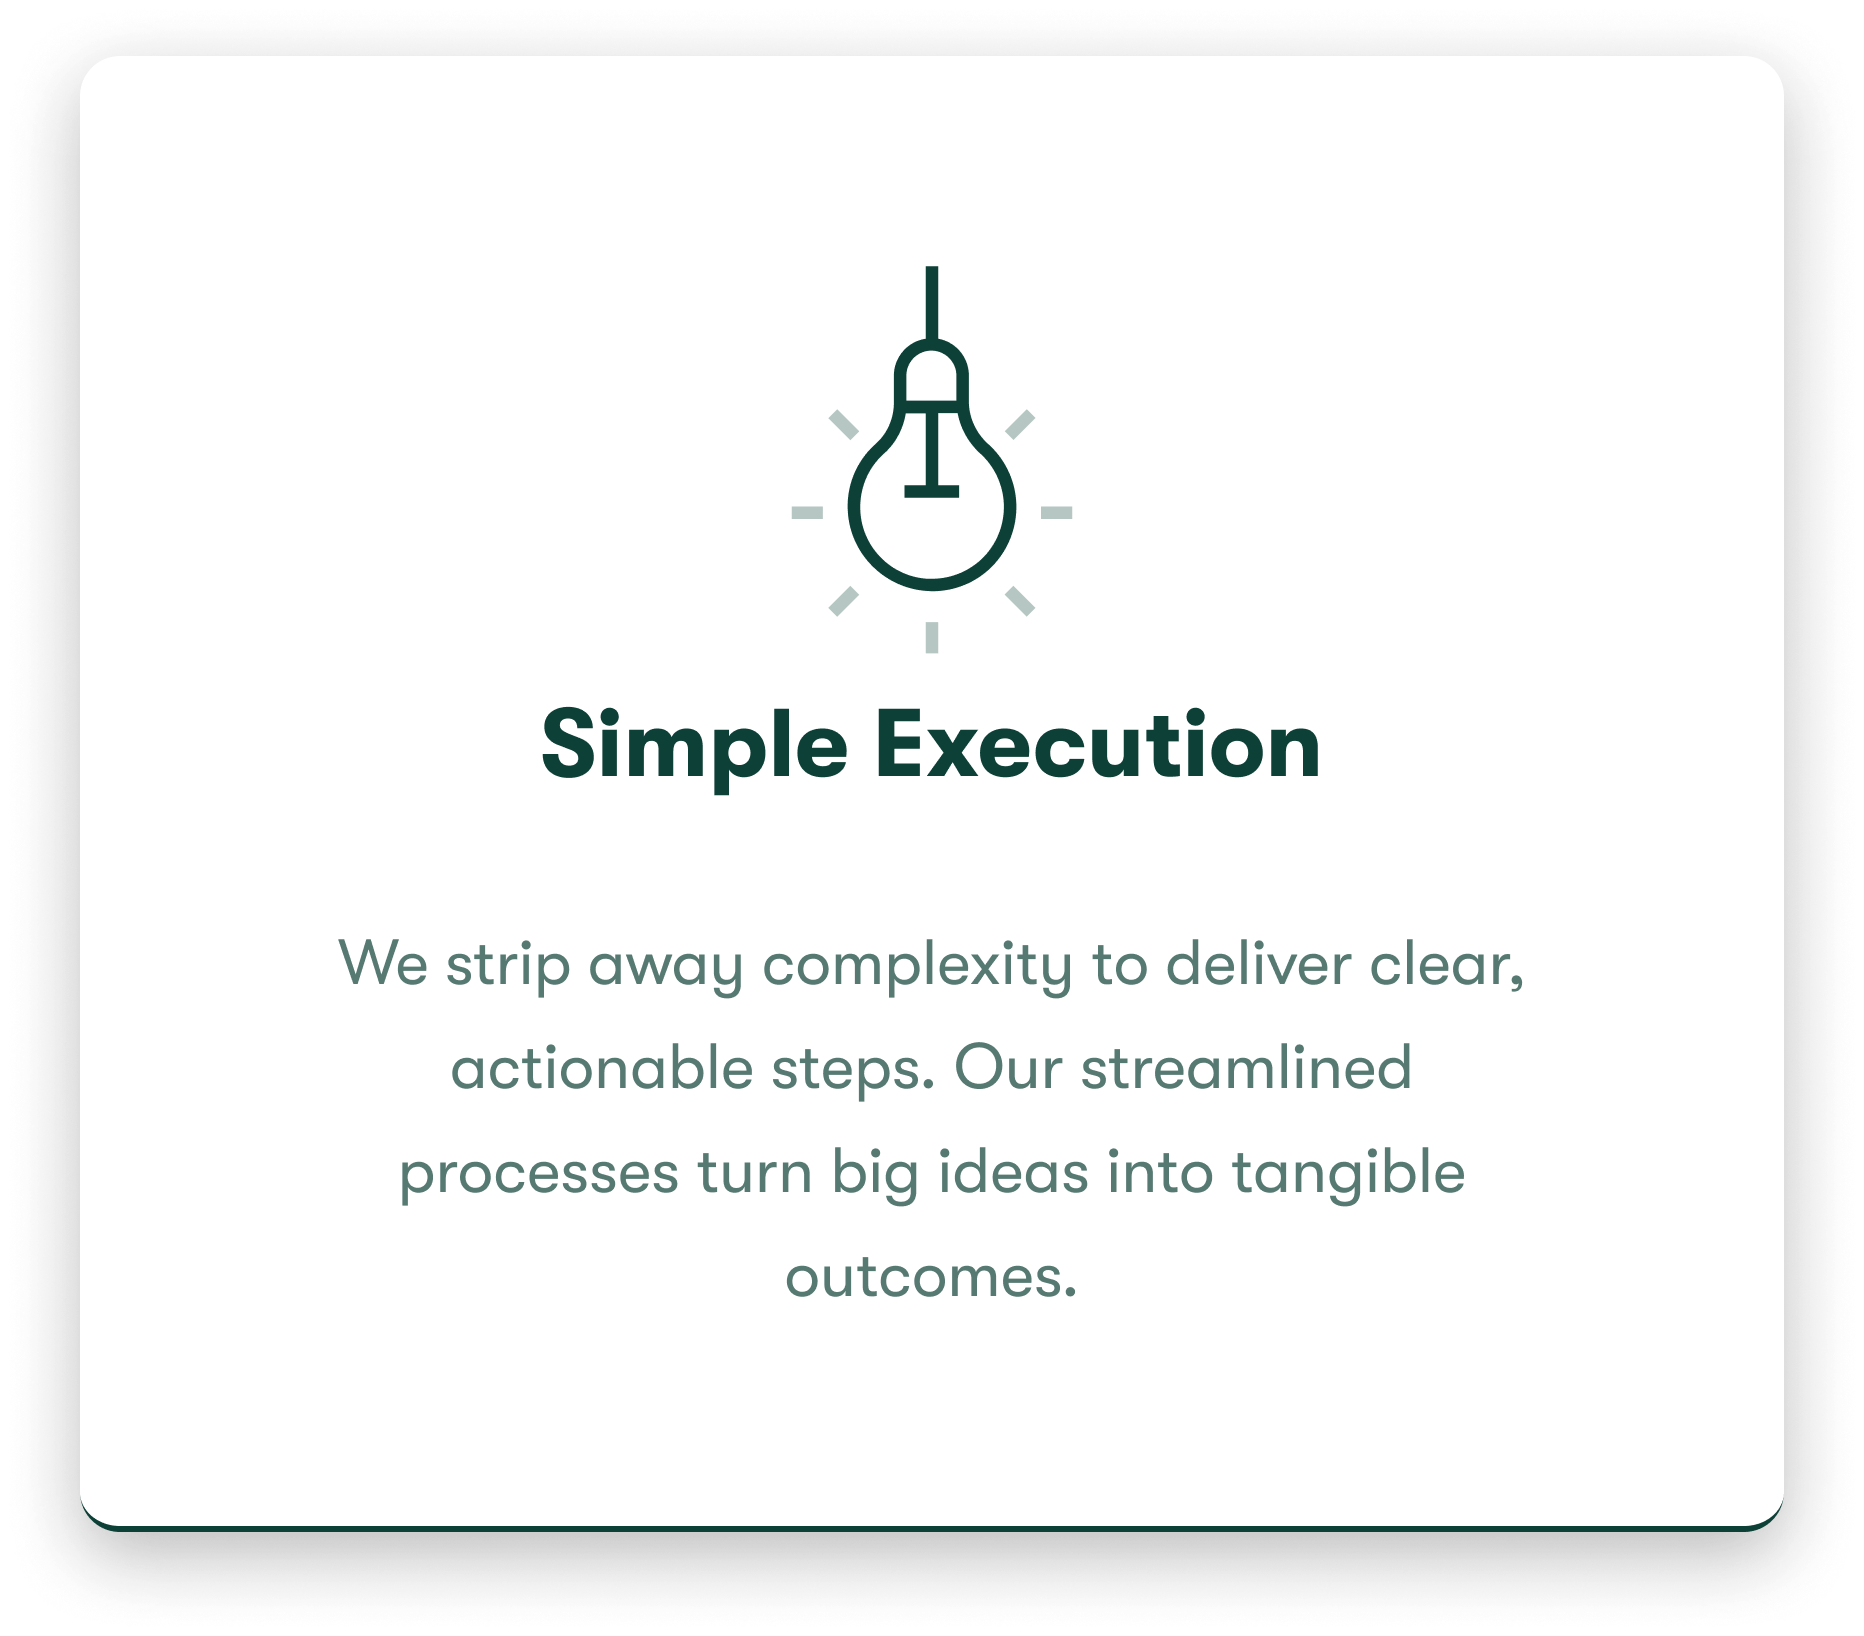 Simple Execution
We strip away complexity to deliver clear,
actionable steps. Our streamlined
processes turn big ideas into tangible
outcomes.